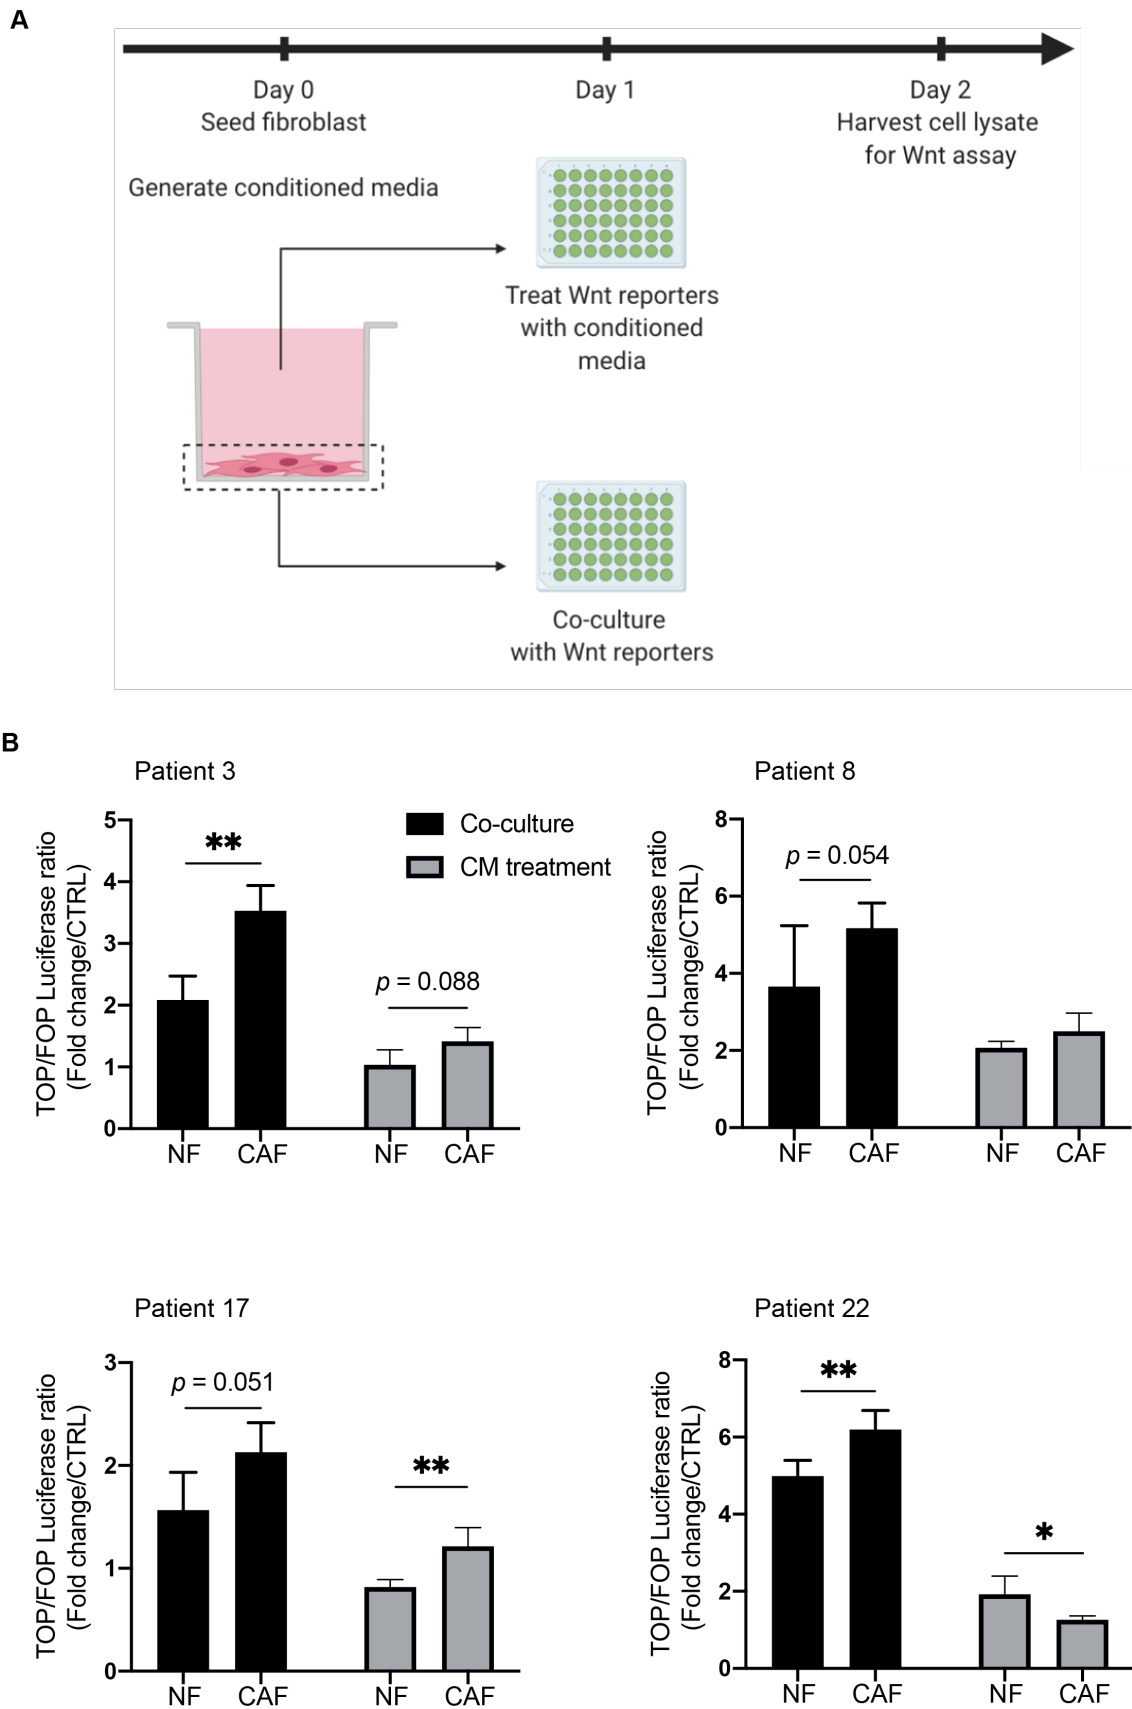 A
Day 0
Seed fibroblast
Day 1
Day 2
Harvest cell lysate
for Wnt assay
Generate conditioned media
Treat Wnt reporters
with conditioned
media
Co-culture
with Wnt reporters
B
Patient 3
TOP/FOP Luciferase ratio
(Fold change/CTRL)
5
4
3
2
1
0
**
p = 0.088
NF
CAF
NF
CAF
Co-culture
CM treatment
Patient 8
TOP/FOP Luciferase ratio
(Fold change/CTRL)
8
6
4
2
0
p = 0.054
NF
CAF
NF
CAF
Patient 17
TOP/FOP Luciferase ratio
(Fold change/CTRL)
3
2
1
0
p = 0.051
**
NF
CAF
NF
CAF
Patient 22
TOP/FOP Luciferase ratio
(Fold change/CTRL)
8
6
4
2
0
**
*
NF
CAF
NF
CAF